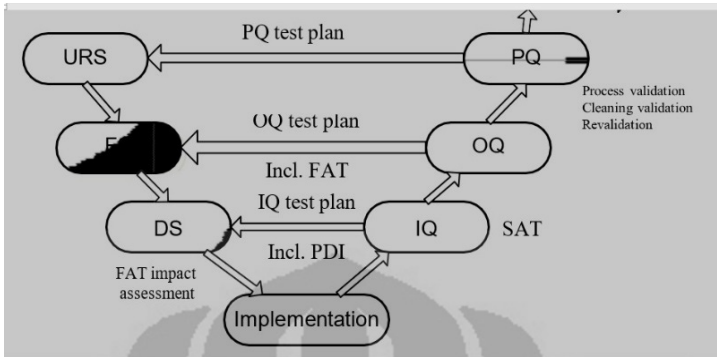 PQ test plan
URS
PQ
Process validation
Cleaning validation
Revalidation
OQ test plan
OQ
Incl. FAT
IQ test plan
DS
IQ
SAT
Incl. PDI
FAT impact
assessment
Implementation